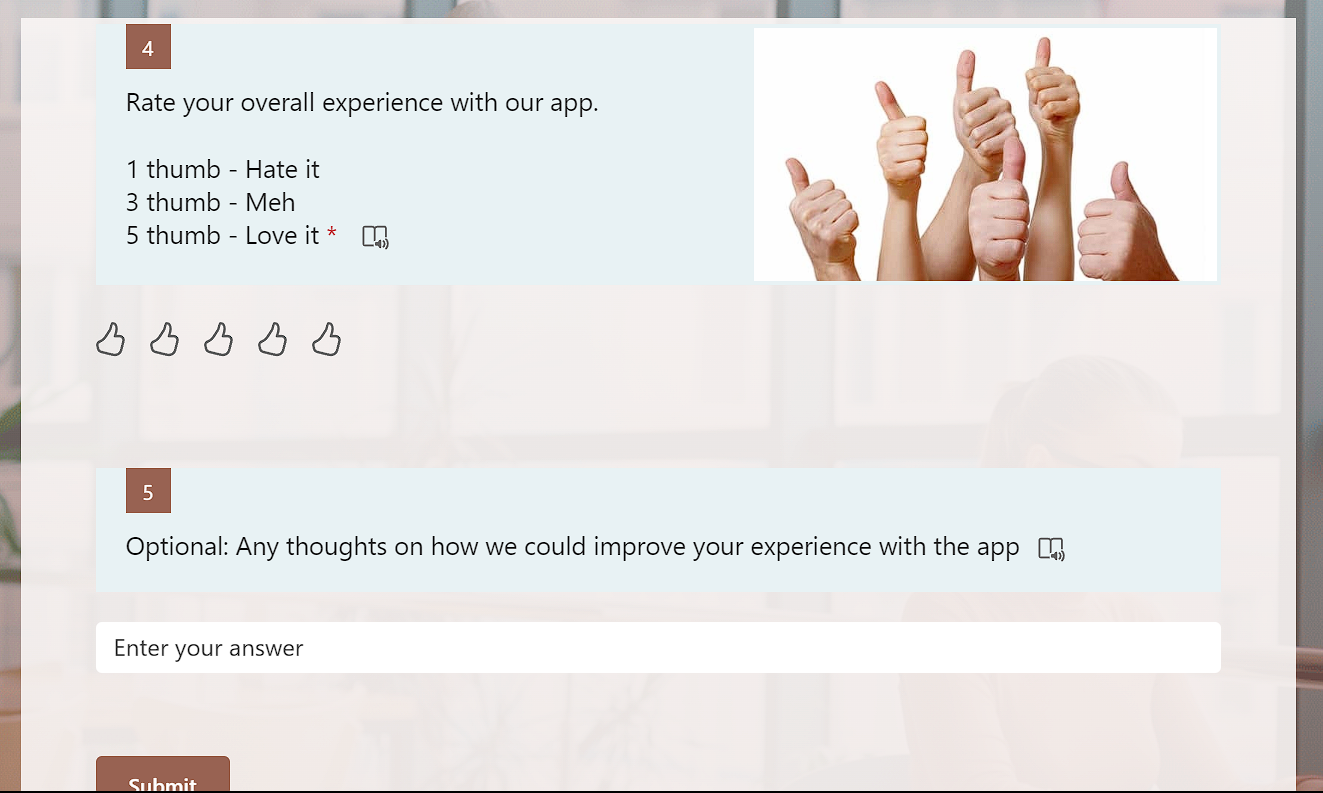 4
Rate your overall experience with our app.
1 thumb - Hate it
3 thumb - Meh
5 thumb - Love it *
5
Optional: Any thoughts on how we could improve your experience with the app
Enter your answer
Submit